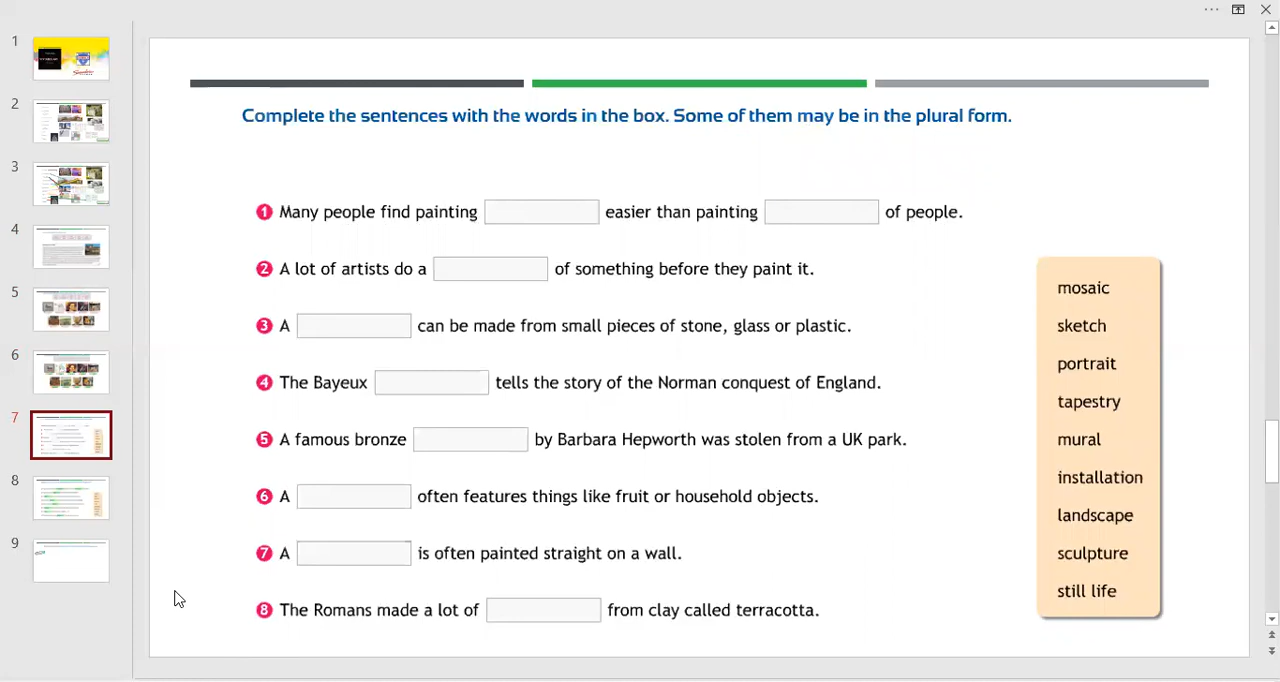 Complete the sentences with the words in the box. Some of them may be in the plural form.
1 Many people find painting easier than painting of people.
2 A lot of artists do a of something before they paint it.
3 A can be made from small pieces of stone, glass or plastic.
4 The Bayeux tells the story of the Norman conquest of England.
5 A famous bronze by Barbara Hepworth was stolen from a UK park.
6 A often features things like fruit or household objects.
7 A is often painted straight on a wall.
8 The Romans made a lot of from clay called terracotta.
mosaic
sketch
portrait
tapestry
mural
installation
landscape
sculpture
still life
1
2
3
4
5
6
7
8
9